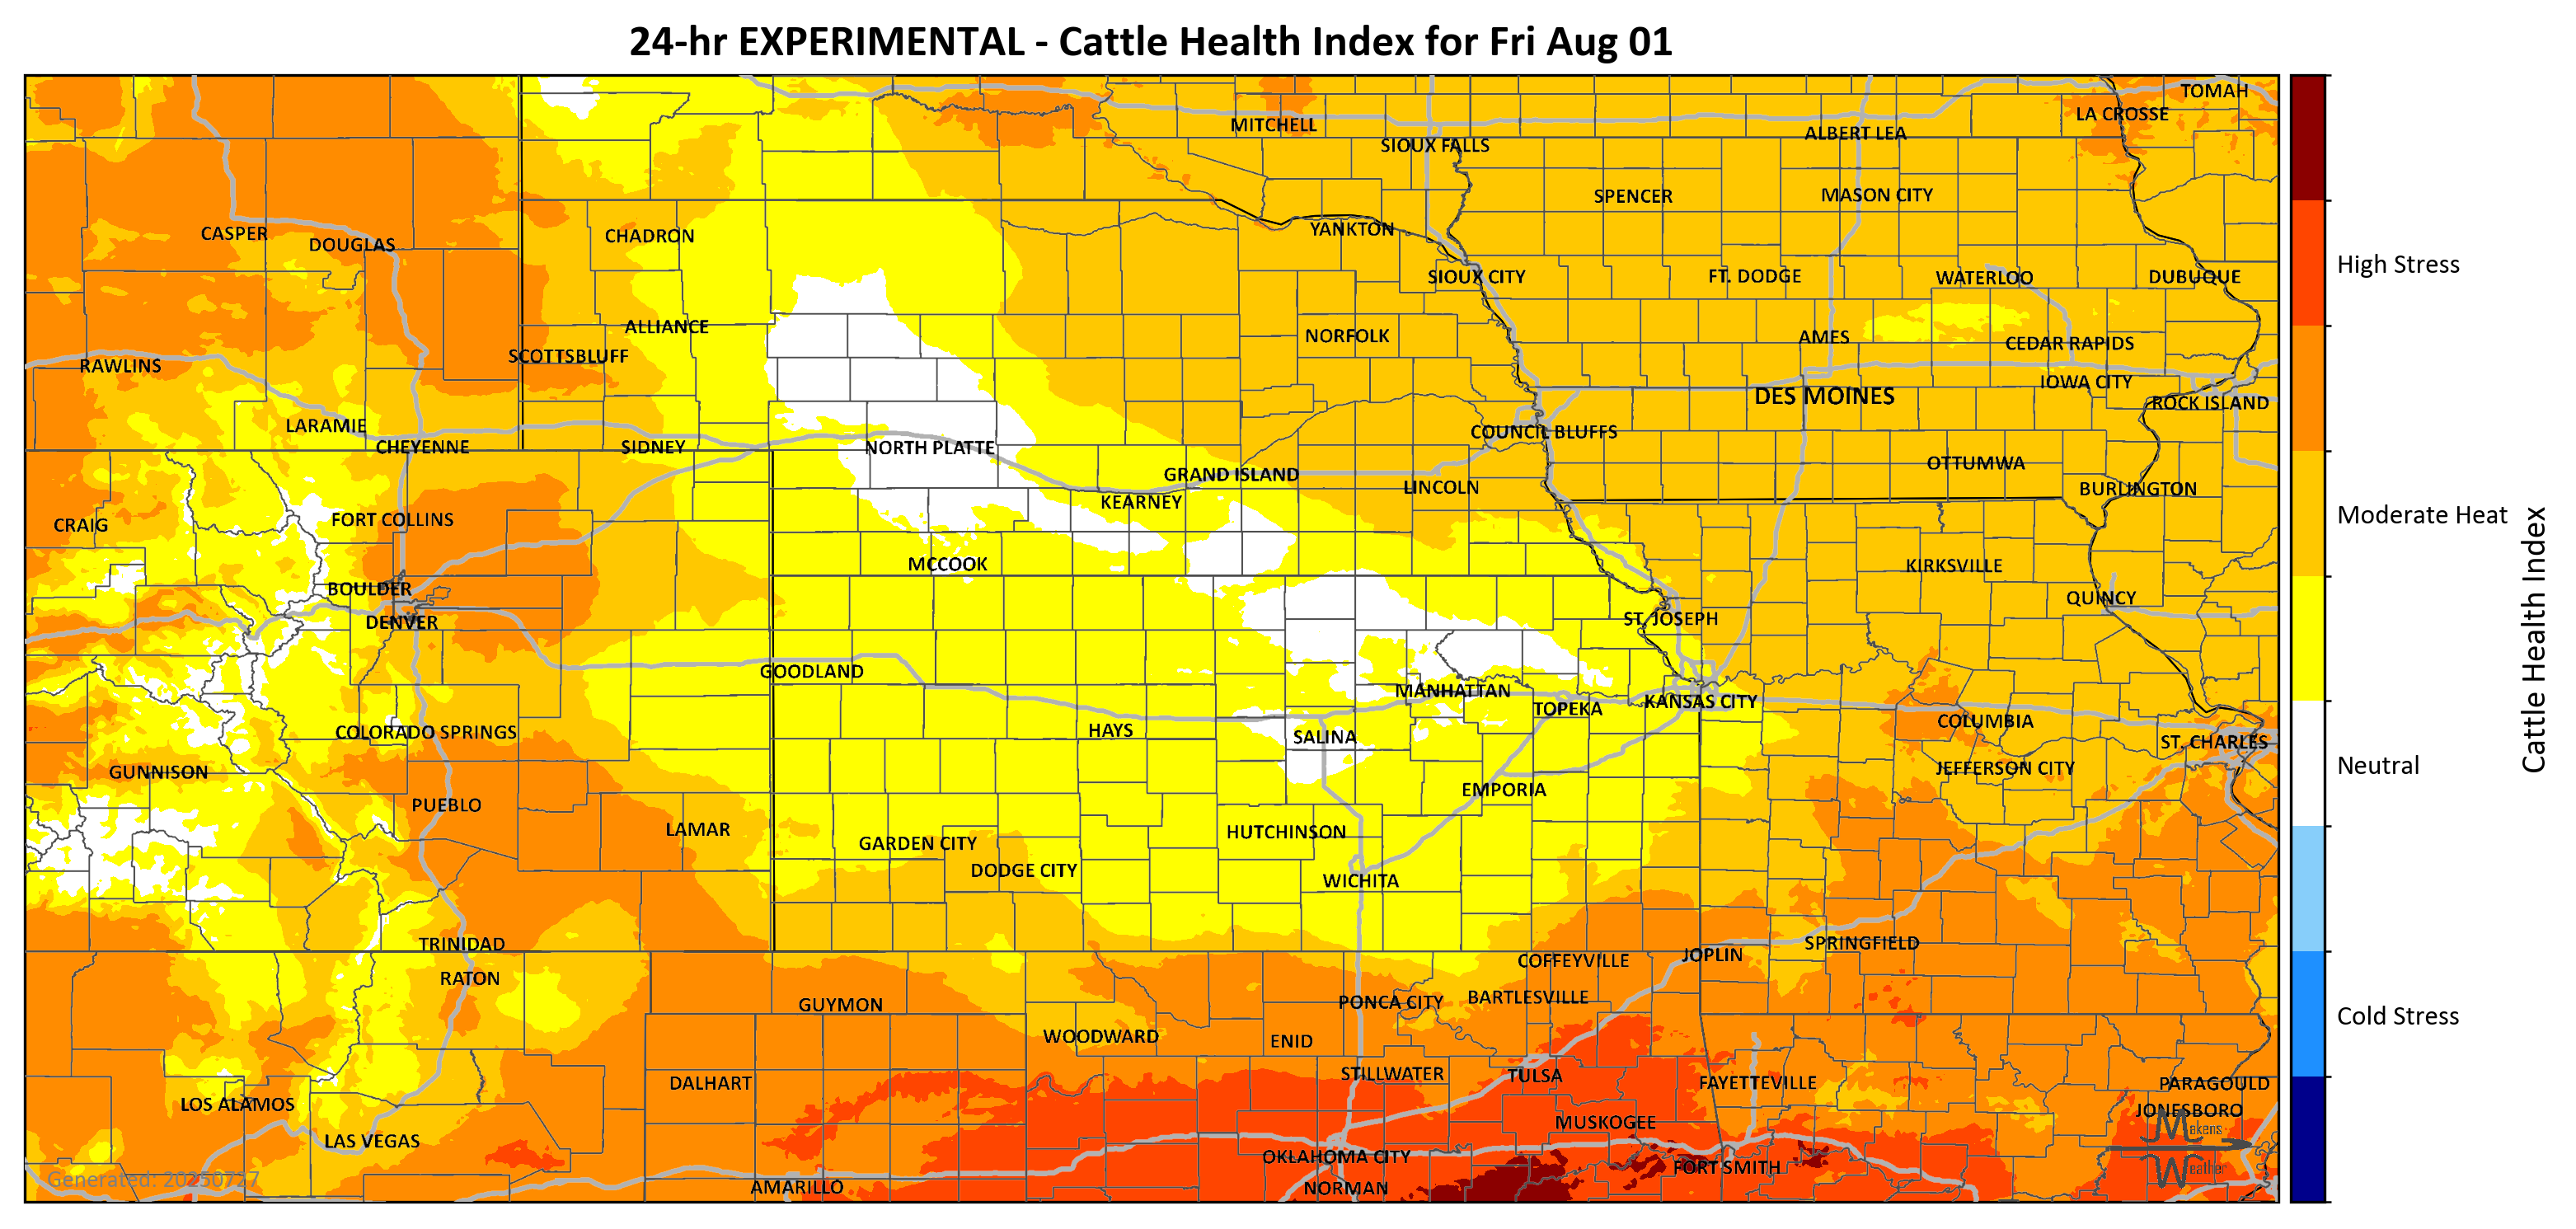 24-hr EXPERIMENTAL - Cattle Health Index for Fri Aug 01
TOMAH
LA CROSSE
MITCHELL
ALBERT LEA
SIOUX FALLS
SPENCER
MASON CITY
CASPER
DOUGLAS
CHADRON
YANKTON
SIOUX CITY
FT. DODGE
WATERLOO
DUBUQUE
High Stress
ALLIANCE
NORFOLK
AMES
CEDAR RAPIDS
SCOTTSBLUFF
RAWLINS
IOWA CITY
DES MOINES
ROCK ISLAND
LARAMIE
CHEYENNE
SIDNEY
NORTH PLATTE
COUNCIL BLUFFS
GRAND ISLAND
OTTUMWA
LINCOLN
BURLINGTON
KEARNEY
CRAIG
FORT COLLINS
Moderate Heat
MCCOOK
KIRKSVILLE
BOULDER
QUINCY
DENVER
ST. JOSEPH
Cattle Health Index
GOODLAND
MANHATTAN
TOPEKA
KANSAS CITY
COLUMBIA
COLORADO SPRINGS
HAYS
SALINA
ST. CHARLES
GUNNISON
JEFFERSON CITY
Neutral
EMPORIA
PUEBLO
LAMAR
HUTCHINSON
GARDEN CITY
DODGE CITY
WICHITA
TRINIDAD
SPRINGFIELD
JOPLIN
COFFEYVILLE
RATON
GUYMON
PONCA CITY
BARTLESVILLE
Cold Stress
WOODWARD
ENID
DALHART
STILLWATER
TULSA
FAYETTEVILLE
PARAGOULD
LOS ALAMOS
JONESBORO
MUSKOGEE
Makens
LAS VEGAS
OKLAHOMA CITY
FORT SMITH
Weather
Generated: 20250727
AMARILLO
NORMAN